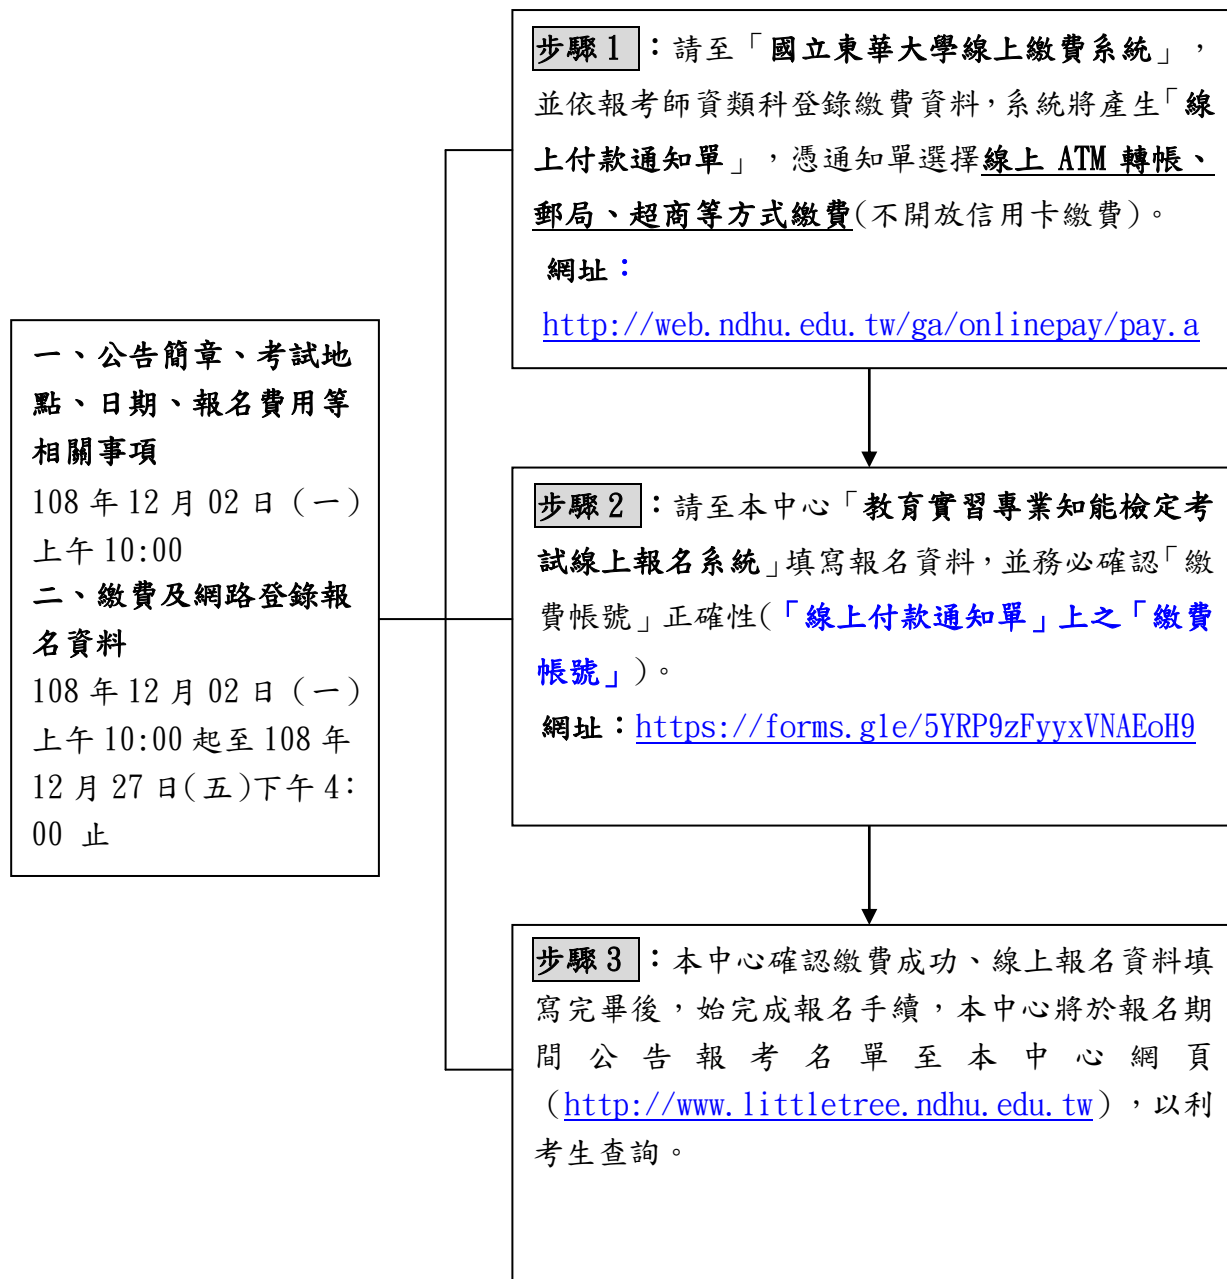 一、公告簡章、考試地
點、日期、報名費用等
相關事項
108 年 12 月 02 日 (一)
上午 10:00
二、繳費及網路登錄報
名資料
108 年 12 月 02 日 (一)
上午 10:00 起至 108 年
12 月 27 日(五)下午 4:
00 止
步驟 1 ：請至「國立東華大學線上繳費系統」，
並依報考師資類科登錄繳費資料，系統將產生「線
上付款通知單」，憑通知單選擇線上 ATM 轉帳、
郵局、超商等方式繳費(不開放信用卡繳費)。
網址：
http://web.ndhu.edu.tw/ga/onlinepay/pay.a
步驟 2 ：請至本中心「教育實習專業知能檢定考
試線上報名系統」填寫報名資料，並務必確認「繳
費帳號」正確性(「線上付款通知單」上之「繳費
帳號」)。
網址：https://forms.gle/5YRP9zFyyxVNAEoH9
步驟 3 ：本中心確認繳費成功、線上報名資料填
寫完畢後，始完成報名手續，本中心將於報名期
間公告報考名單至本中心網頁
(http://www.littletree.ndhu.edu.tw)，以利
考生查詢。